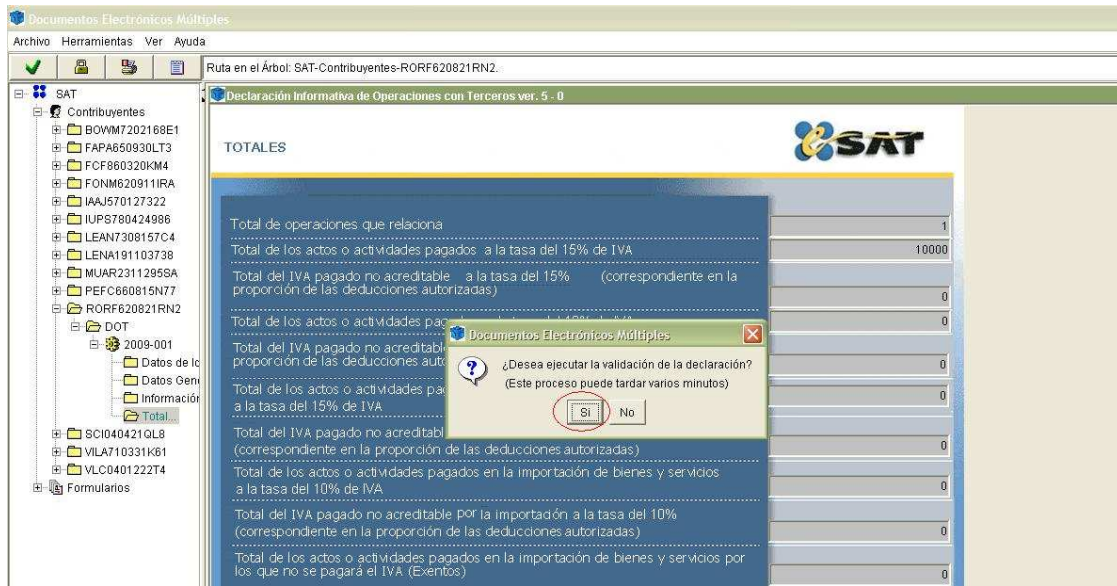 Documentos Electrónicos Múltiples
Archivo Herramientas Ver Ayuda
Ruta en el Árbol: SAT-Contribuyentes-RORF620821RN2.
SAT
Contribuyentes
BOWM7202168E1
FAPA650930LT3
FCF860320KM4
FONM620911IRA
IAAJ570127322
IUPS780424986
LEAN7308157C4
LENA191103738
MUAR2311295SA
PEFC660815N77
RORF620821RN2
DOT
2009-001
Datos de lo
Datos Gene
Información
Total...
SCI040421QL8
VILA710331K61
VLC0401222T4
Formularios
Declaración Informativa de Operaciones con Terceros ver. 5 - 0
TOTALES
SAT
Total de operaciones que relaciona 1
Total de los actos o actividades pagados a la tasa del 15% de IVA 10000
Total del IVA pagado no acreditable a la tasa del 15% (correspondiente en la
proporción de las deducciones autorizadas) 0
Total de los actos o actividades 0
Total del IVA pagado no
proporción de las deducciones 0
Total de los actos o actividades
a la tasa del 15% de IVA 0
Total del IVA pagado no
(correspondiente en la proporción de las deducciones autorizadas) 0
Total de los actos o actividades pagados en la importación de bienes y servicios
a la tasa del 10% de IVA 0
Total del IVA pagado no acreditable por la importación a la tasa del 10%
(correspondiente en la proporción de las deducciones autorizadas) 0
Total de los actos o actividades pagados en la importación de bienes y servicios por
los que no se pagará el IVA (Exentos) 0
Documentos Electrónicos Múltiples
¿Desea ejecutar la validación de la declaración?
(Este proceso puede tardar varios minutos)
Si No